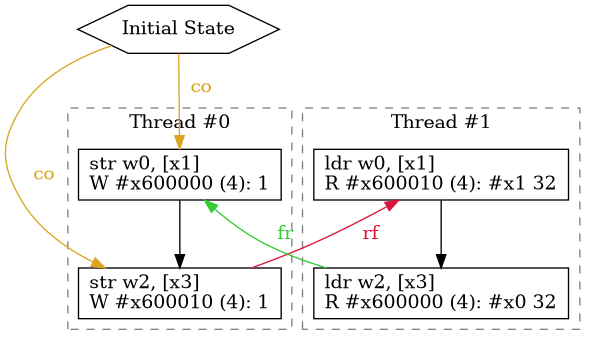 Initial State
co
co
Thread #0
str w0, [x1]
W #x600000 (4): 1
str w2, [x3]
W #x600010 (4): 1
fr
rf
Thread #1
ldr w0, [x1]
R #x600010 (4): #x1 32
ldr w2, [x3]
R #x600000 (4): #x0 32